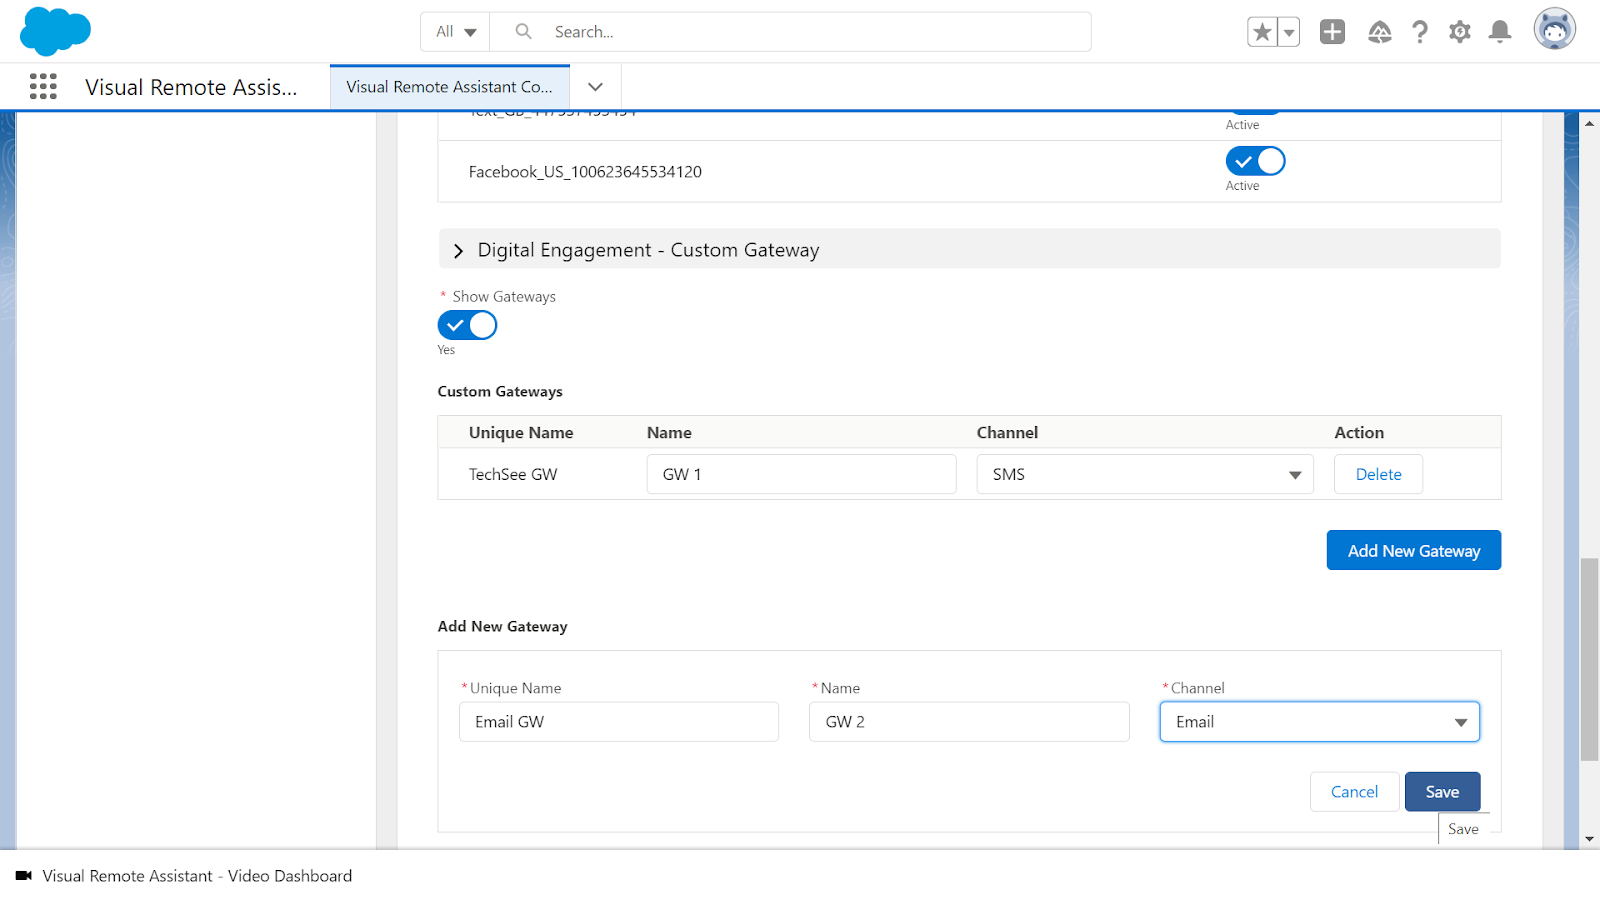 All
Search...
Visual Remote Assis...
Visual Remote Assistant Co...
Active
Facebook_US_100623645534120
Active
Digital Engagement - Custom Gateway
* Show Gateways
Yes
Custom Gateways
Unique Name Name Channel Action
TechSee GW GW 1 SMS Delete
Add New Gateway
Add New Gateway
*Unique Name *Name *Channel
Email GW GW 2 Email
Cancel Save
Save
Visual Remote Assistant - Video Dashboard